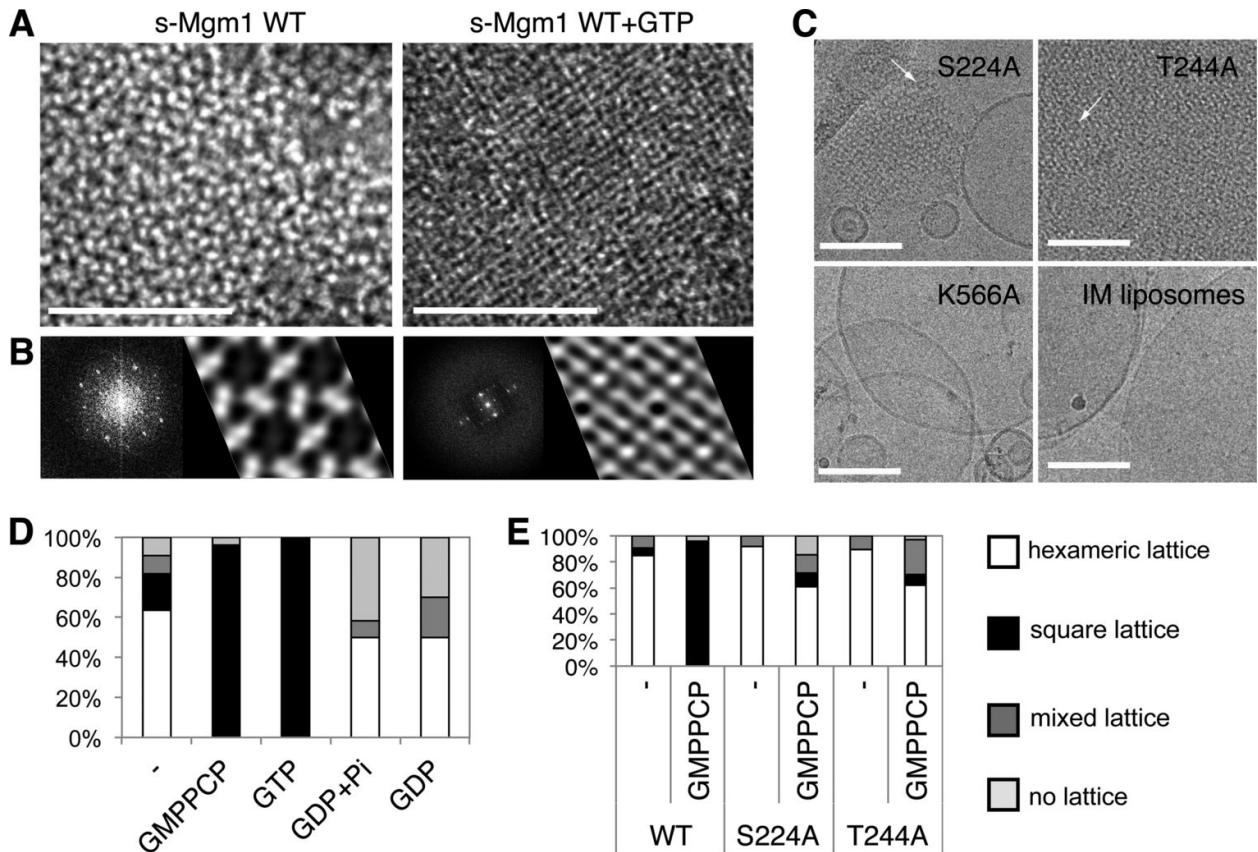 A
s-Mgm1 WT
s-Mgm1 WT+GTP
B
C
S224A
T244A
K566A
IM liposomes
D
100%
80%
60%
40%
20%
0%
-
GMPPCP
GTP
GDP+Pi
GDP
E
100%
80%
60%
40%
20%
0%
-
GMPPCP
-
GMPPCP
-
GMPPCP
WT
S224A
T244A
hexameric lattice
square lattice
mixed lattice
no lattice